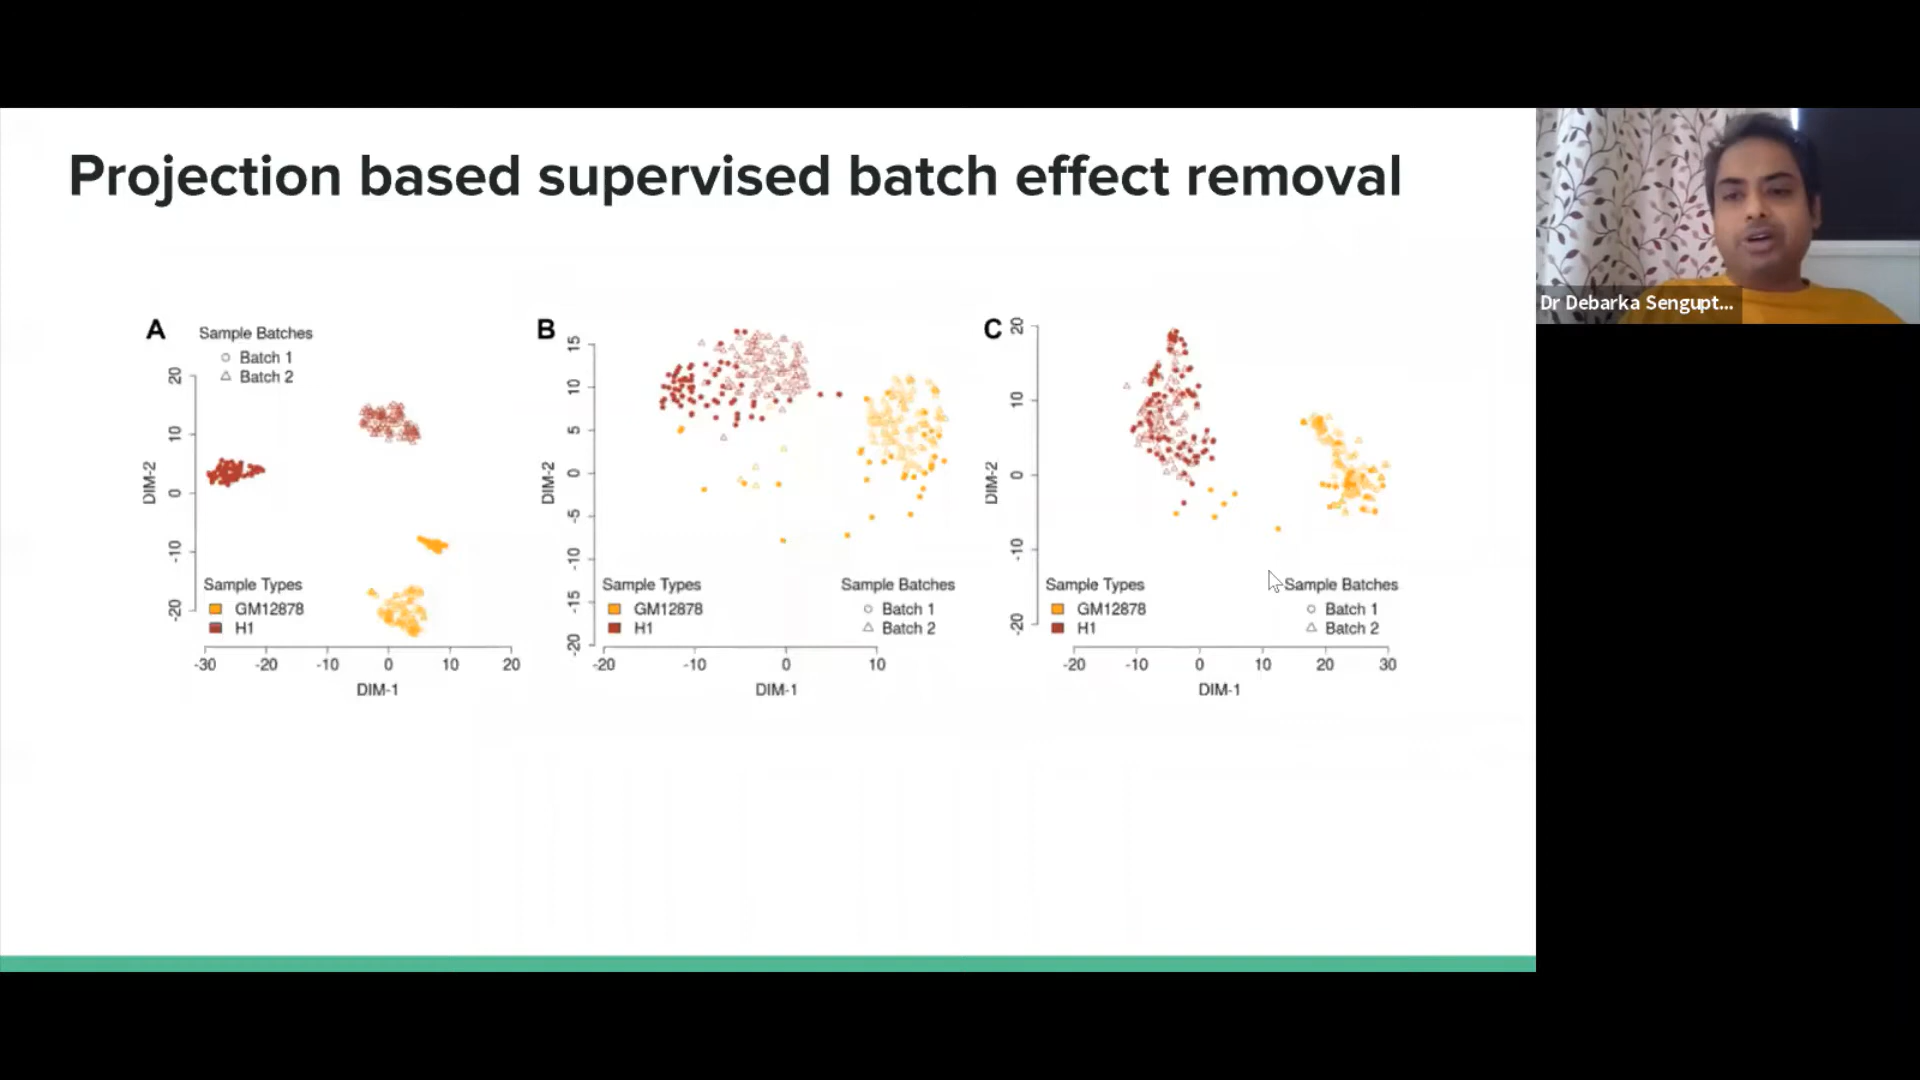 Projection based supervised batch effect removal
Dr Debarka Sengupt...
A
Sample Batches
Batch 1
Batch 2
20
10
0
-10
-20
DIM-2
Sample Types
GM12878
H1
-30 -20 -10 0 10 20
DIM-1
B
15
10
5
0
-5
-10
-15
-20
DIM-2
Sample Types
GM12878
H1
Sample Batches
Batch 1
Batch 2
-20 -10 0 10
DIM-1
C
20
10
0
-10
-20
DIM-2
Sample Types
GM12878
H1
Sample Batches
Batch 1
Batch 2
-20 -10 0 10 20 30
DIM-1